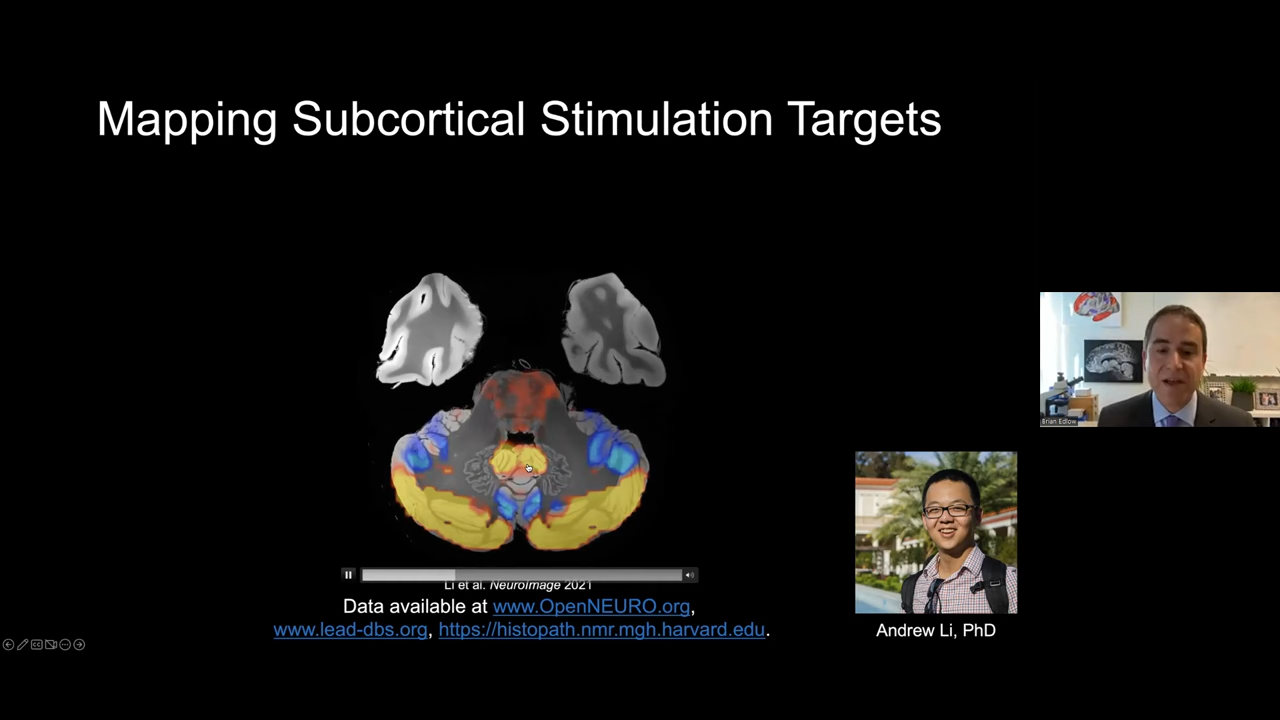 Mapping Subcortical Stimulation Targets
Brian Edlow
Li et al. NeuroImage 2021
Data available at www.OpenNEURO.org,
www.lead-dbs.org, https://histopath.nmr.mgh.harvard.edu.
Andrew Li, PhD